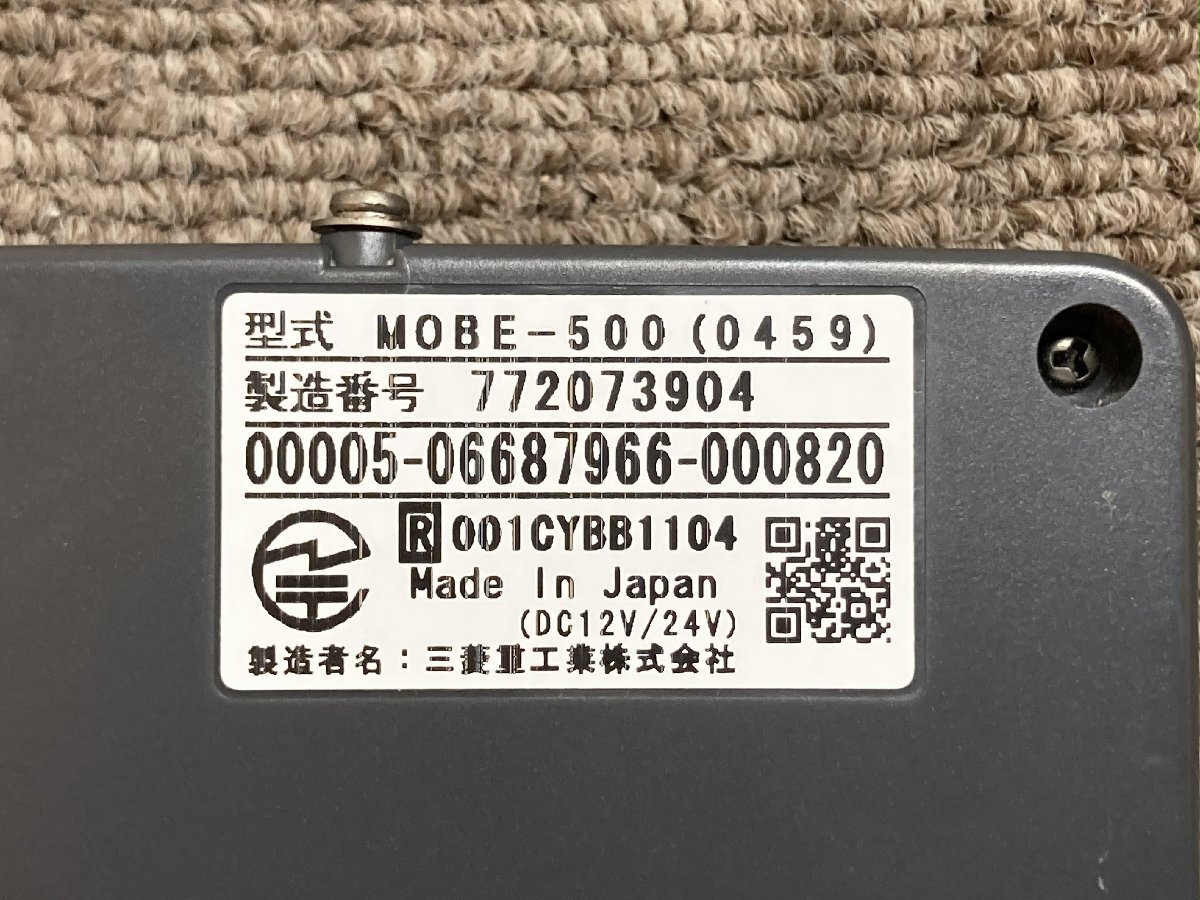 型式 MOBE-500(0459)
製造番号 772073904
00005-06687966-000820
R 001CYBB1104
Made In Japan
(DC12V/24V)
製造者名:三菱重工業株式会社